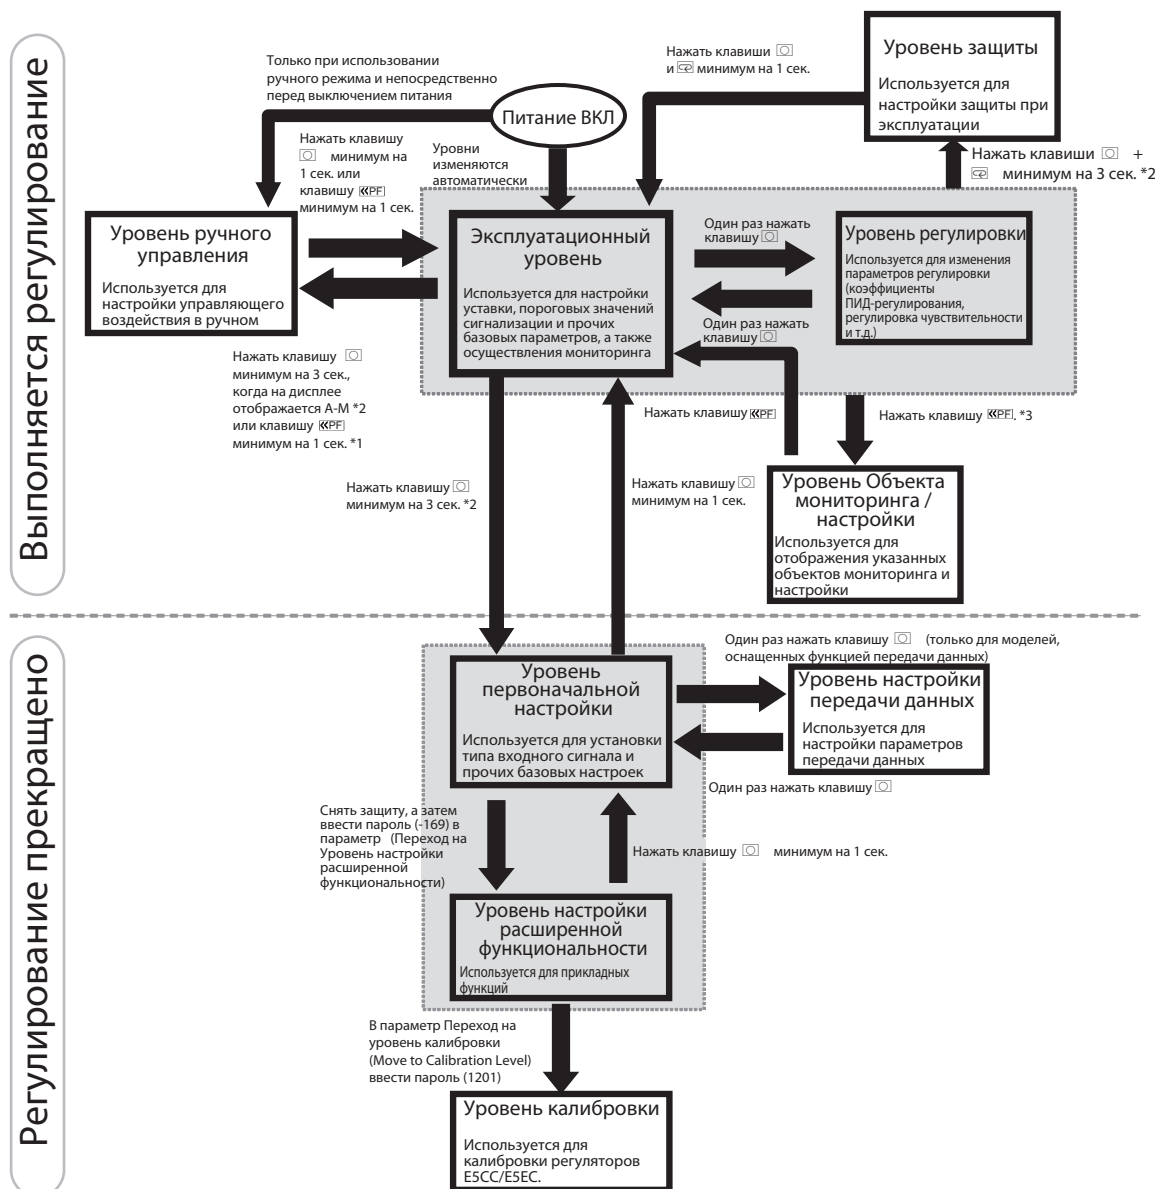 Выполняется регулирование
Только при использовании
ручного режима и непосредственно
перед выключением питания
Питание ВКЛ
Нажать клавиши
и минимум на 1 сек.
Уровень защиты
Используется для
настройки защиты при
эксплуатации
Нажать клавишу
минимум на
1 сек. или
клавишу «PF
минимум на 1 сек.
Уровни
изменяются
автоматически
Нажать клавиши +
минимум на 3 сек. *2
Уровень ручного
управления
Используется для
настройки управляющего
воздействия в ручном
Эксплуатационный
уровень
Используется для настройки
уставки, пороговых значений
сигнализации и прочих
базовых параметров, а также
осуществления мониторинга
Один раз нажать
клавишу
Один раз нажать
клавишу
Уровень регулировки
Используется для изменения
параметров регулировки
(коэффициенты
ПИД-регулирования,
регулировка чувствительности
и т.д.)
Нажать клавишу
минимум на 3 сек.,
когда на дисплее
отображается A-M *2
или клавишу «PF
минимум на 1 сек. *1
Нажать клавишу «PF
Нажать клавишу «PF. *3
Нажать клавишу
минимум на 3 сек. *2
Нажать клавишу
минимум на 1 сек.
Уровень Объекта
мониторинга /
настройки
Используется для
отображения указанных
объектов мониторинга и
настройки
Регулирование прекращено
Уровень
первоначальной
настройки
Используется для установки
типа входного сигнала и
прочих базовых настроек
Один раз нажать клавишу (только для моделей,
оснащенных функцией передачи данных)
Уровень настройки
передачи данных
Используется для
настройки параметров
передачи данных
Один раз нажать клавишу
Снять защиту, а затем
ввести пароль (-169) в
параметр (Переход на
Уровень настройки
расширенной
функциональности)
Нажать клавишу минимум на 1 сек.
Уровень настройки
расширенной
функциональности
Используется для прикладных
функций
В параметр Переход на
уровень калибровки
(Move to Calibration Level)
ввести пароль (1201)
Уровень калибровки
Используется для
калибровки регуляторов
E5CC/E5EC.